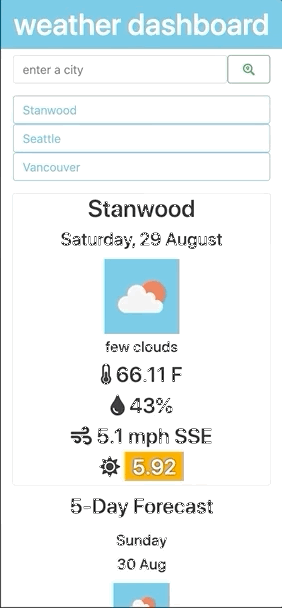 weather dashboard
enter a city
Stanwood
Seattle
Vancouver
Stanwood
Saturday, 29 August
few clouds
66.11 F
43%
5.1 mph SSE
5.92
5-Day Forecast
Sunday
30 Aug